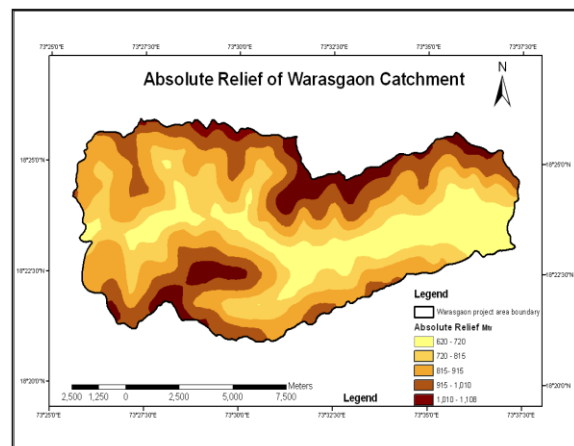 73°25'0"E 73°27'30"E 73°30'0"E 73°32'30"E 73°35'0"E 73°37'30"E
Absolute Relief of Warasgaon Catchment
N
18°25'0"N 18°25'0"N
18°22'30"N 18°22'30"N
18°20'0"N 18°20'0"N
Legend
Warasgaon project area boundary
Absolute Relief Mts
620 - 720
720 - 815
815- 915
915 - 1,010
1,010 - 1,108
Meters
2,500 1,250 0 2,500 5,000 7,500
Legend
73°25'0"E 73°27'30"E 73°30'0"E 73°32'30"E 73°35'0"E 73°37'30"E